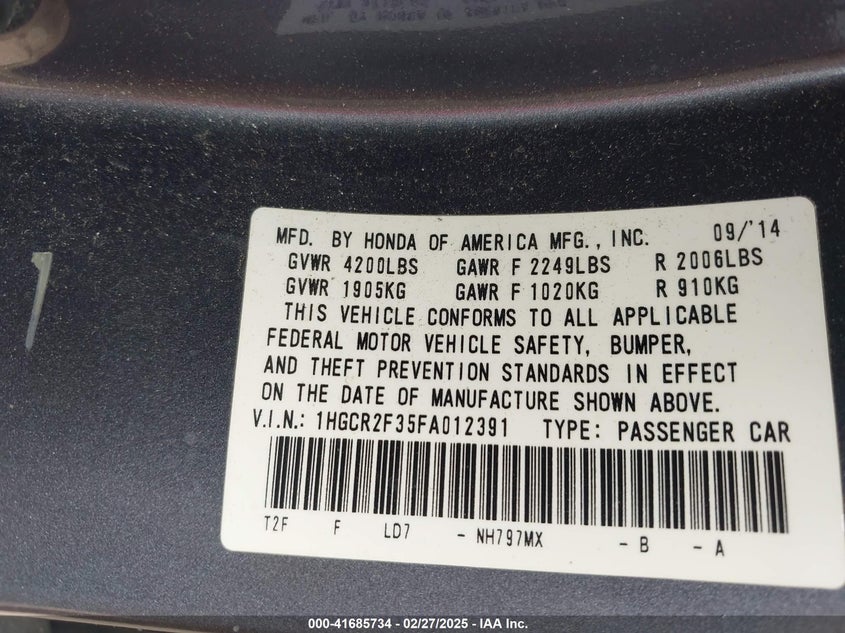 MFD. BY HONDA OF AMERICA MFG., INC. 09/'14
GVWR 4200LBS GAWR F 2249LBS R 2006LBS
GVWR 1905KG GAWR F 1020KG R 910KG
THIS VEHICLE CONFORMS TO ALL APPLICABLE
FEDERAL MOTOR VEHICLE SAFETY, BUMPER,
AND THEFT PREVENTION STANDARDS IN EFFECT
ON THE DATE OF MANUFACTURE SHOWN ABOVE.
V.I.N.: 1HGCR2F35FA012391 TYPE: PASSENGER CAR
T2F F LD7 - NH797MX - B - A
000-41685734 — 02/27/2025 - IAA Inc.